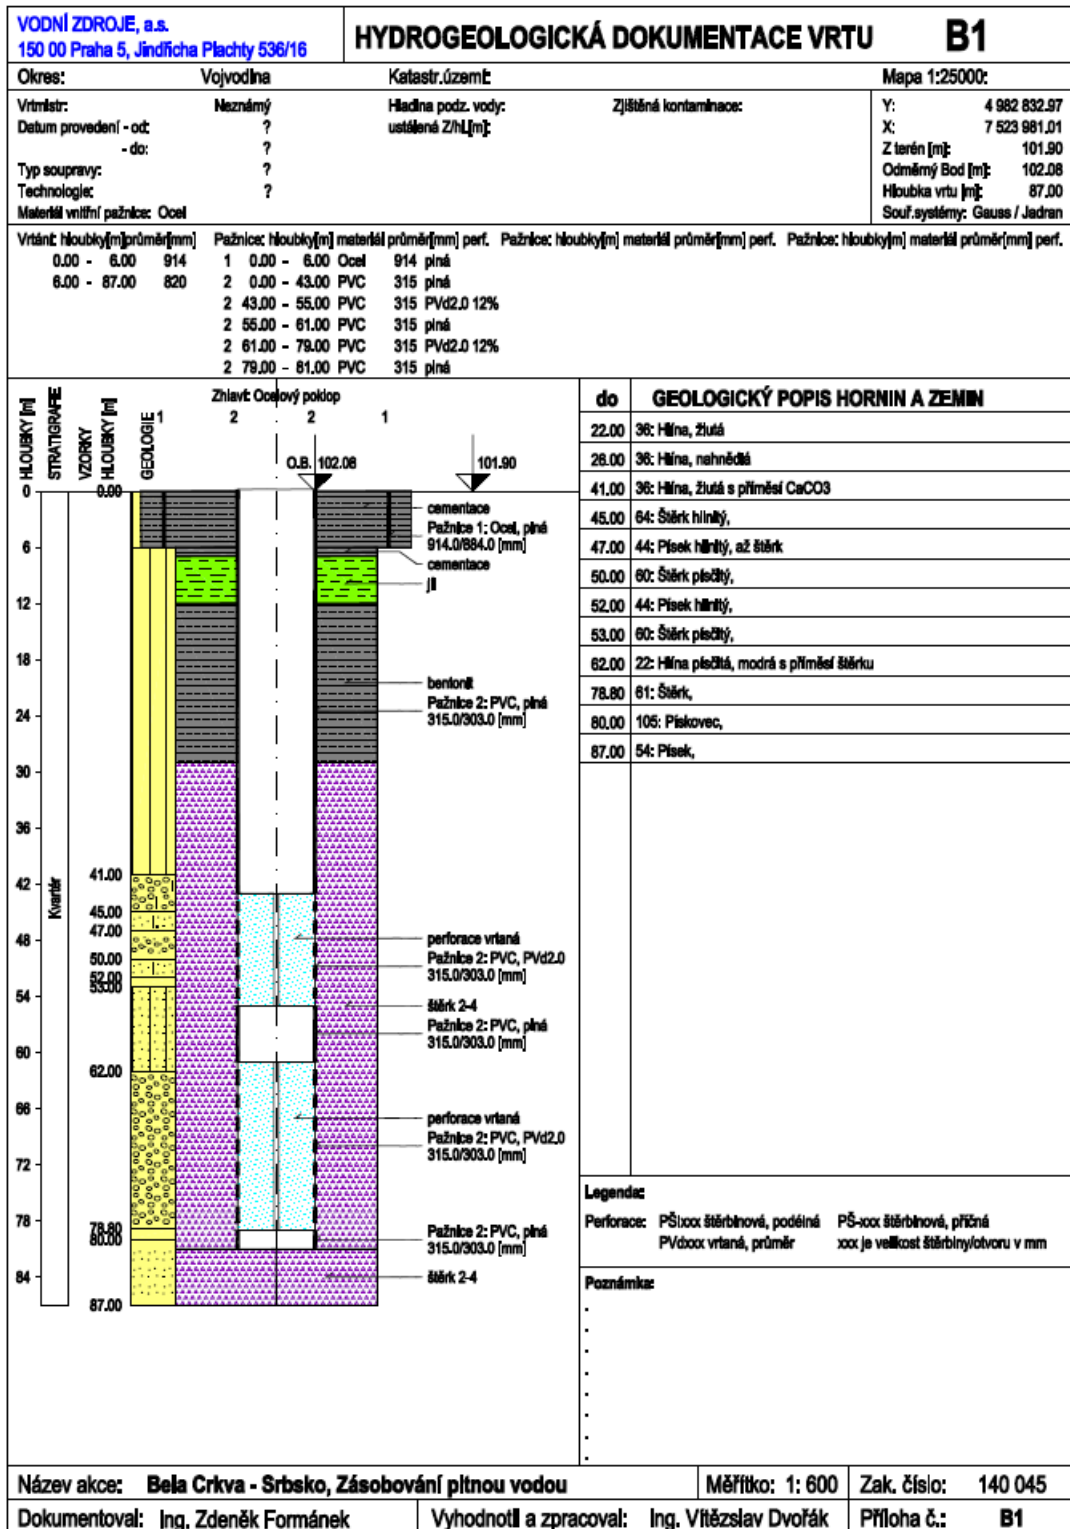 VODNÍ ZDROJE, a.s.
150 00 Praha 5, Jindřicha Plachty 536/16
HYDROGEOLOGICKÁ DOKUMENTACE VRTU B1
Okres: Vojvodina Katastr.území: Mapa 1:25000:
Vrtmistr: Neznámý Hladina podz. vody: Zjištěná kontaminace: Y: 4 982 832.97
Datum provedení - od: ? ustálená Z/hl.[m]: X: 7 523 981.01
- do: ? Z terén [m]: 101.90
Typ soupravy: ? Odměrný Bod [m]: 102.08
Technologie: ? Hloubka vrtu [m]: 87.00
Materiál vnitřní pažnice: Ocel Souř.systémy: Gauss / Jadran
Vrtání: hloubky[m]průměr[mm] Pažnice: hloubky[m] materiál průměr[mm] perf. Pažnice: hloubky[m] materiál průměr[mm] perf. Pažnice: hloubky[m] materiál průměr[mm] perf.
0.00 - 6.00 914 1 0.00 - 6.00 Ocel 914 plná
6.00 - 87.00 820 2 0.00 - 43.00 PVC 315 plná
2 43.00 - 55.00 PVC 315 PVd2.0 12%
2 55.00 - 61.00 PVC 315 plná
2 61.00 - 79.00 PVC 315 PVd2.0 12%
2 79.00 - 81.00 PVC 315 plná
HLOUBKY [m]
STRATIGRAFIE
VZORKY
HLOUBKY [m]
GEOLOGIE
Zhlaví: Ocelový poklop
1 2 2 1
O.B. 102.08 101.90
0
6
12
18
24
30
36
42
48
54
60
66
72
78
84
Kvartér
0.00
41.00
45.00
47.00
50.00
52.00
53.00
62.00
78.80
80.00
87.00
cementace
Pažnice 1: Ocel, plná
914.0/884.0 [mm]
cementace
jíl
bentonit
Pažnice 2: PVC, plná
315.0/303.0 [mm]
perforace vrtaná
Pažnice 2: PVC, PVd2.0
315.0/303.0 [mm]
štěrk 2-4
Pažnice 2: PVC, plná
315.0/303.0 [mm]
perforace vrtaná
Pažnice 2: PVC, PVd2.0
315.0/303.0 [mm]
Pažnice 2: PVC, plná
315.0/303.0 [mm]
štěrk 2-4
do GEOLOGICKÝ POPIS HORNIN A ZEMIN
22.00 36: Hlína, žlutá
26.00 36: Hlína, nahnědlá
41.00 36: Hlína, žlutá s příměsí CaCO3
45.00 64: Štěrk hlinitý,
47.00 44: Písek hlinitý, až štěrk
50.00 60: Štěrk písčitý,
52.00 44: Písek hlinitý,
53.00 60: Štěrk písčitý,
62.00 22: Hlína písčitá, modrá s příměsí štěrku
78.80 61: Štěrk,
80.00 105: Pískovec,
87.00 54: Písek,
Legenda:
Perforace: PŠIxxx štěrbinová, podélná PŠ-xxx štěrbinová, příčná
PVdxxx vrtaná, průměr xxx je velikost štěrbiny/otvoru v mm
Poznámka:
.
.
.
.
.
.
.
.
Název akce: Bela Crkva - Srbsko, Zásobování pitnou vodou Měřítko: 1: 600 Zak. číslo: 140 045
Dokumentoval: Ing. Zdeněk Formánek Vyhodnotil a zpracoval: Ing. Vítězslav Dvořák Příloha č.: B1